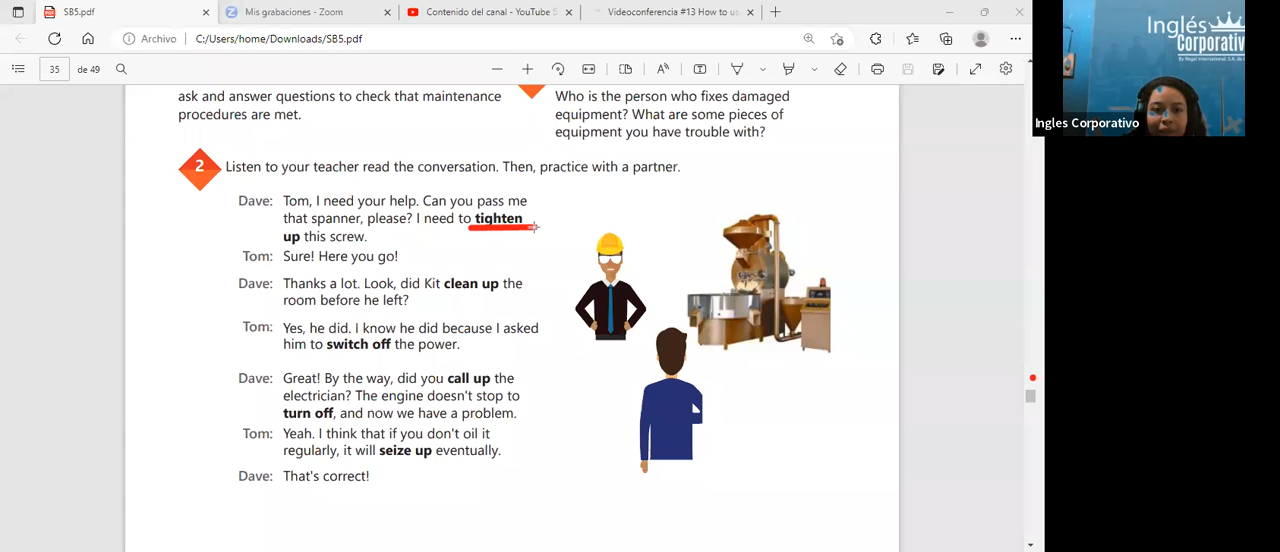 SB5.pdf
Mis grabaciones - Zoom
Contenido del canal - YouTube S
Videoconferencia #13 How to u
Archivo C:/Users/home/Downloads/SB5.pdf
35 de 49
ask and answer questions to check that maintenance
procedures are met.
Who is the person who fixes damaged
equipment? What are some pieces of
equipment you have trouble with?
2 Listen to your teacher read the conversation. Then, practice with a partner.
Dave: Tom, I need your help. Can you pass me
that spanner, please? I need to tighten
up this screw.
Tom: Sure! Here you go!
Dave: Thanks a lot. Look, did Kit clean up the
room before he left?
Tom: Yes, he did. I know he did because I asked
him to switch off the power.
Dave: Great! By the way, did you call up the
electrician? The engine doesn't stop to
turn off, and now we have a problem.
Tom: Yeah. I think that if you don't oil it
regularly, it will seize up eventually.
Dave: That's correct!
Inglés
Corporativo
By Regal International, S.A. de
Ingles Corporativo